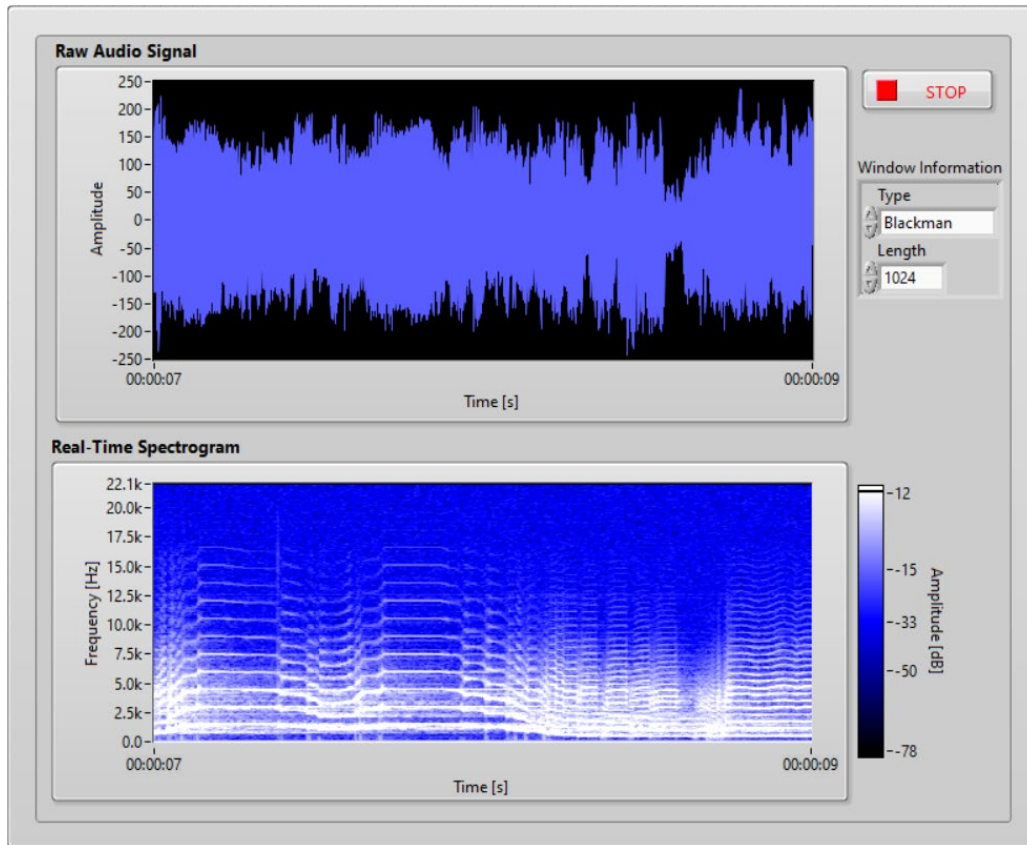 Raw Audio Signal
Amplitude
250
200
150
100
50
0
-50
-100
-150
-200
-250
00:00:07
00:00:09
Time [s]
STOP
Window Information
Type
Blackman
Length
1024
Real-Time Spectrogram
Frequency [Hz]
22.1k
20.0k
17.5k
15.0k
12.5k
10.0k
7.5k
5.0k
2.5k
0.0
00:00:07
00:00:09
Time [s]
-12
-15
-33
-50
-78
Amplitude [dB]